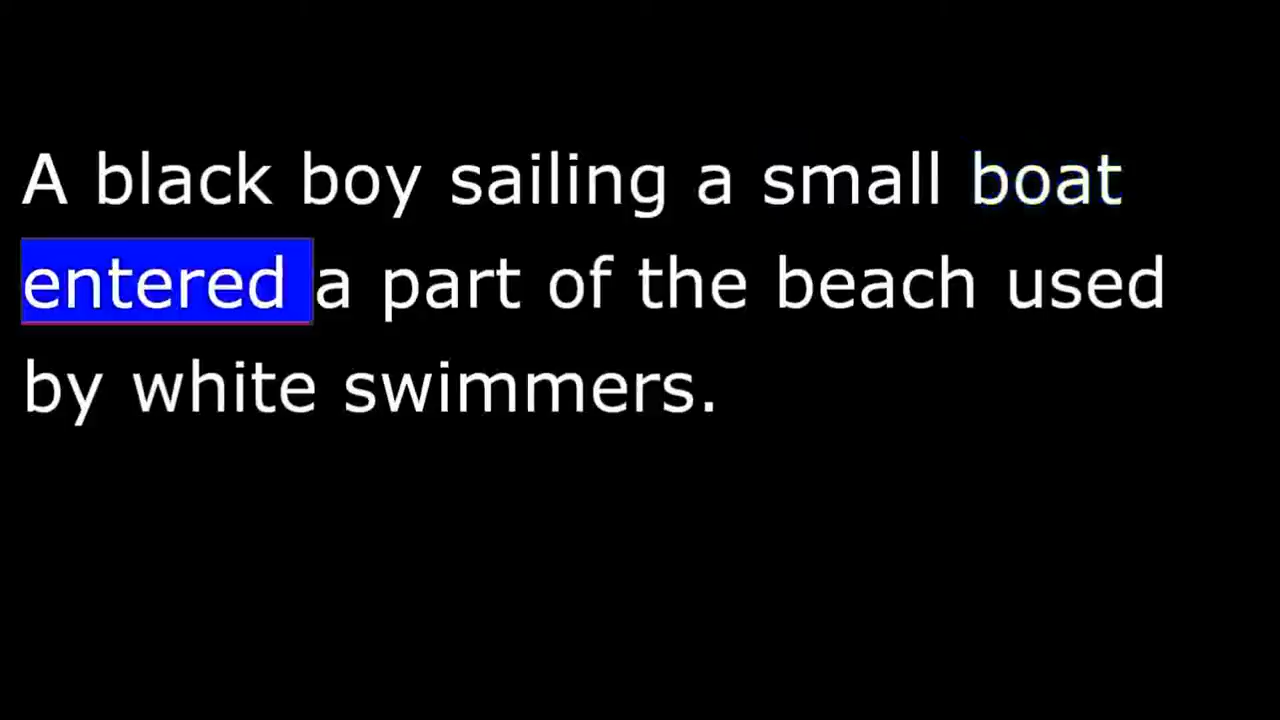 A black boy sailing a small boat
entered a part of the beach used
by white swimmers.